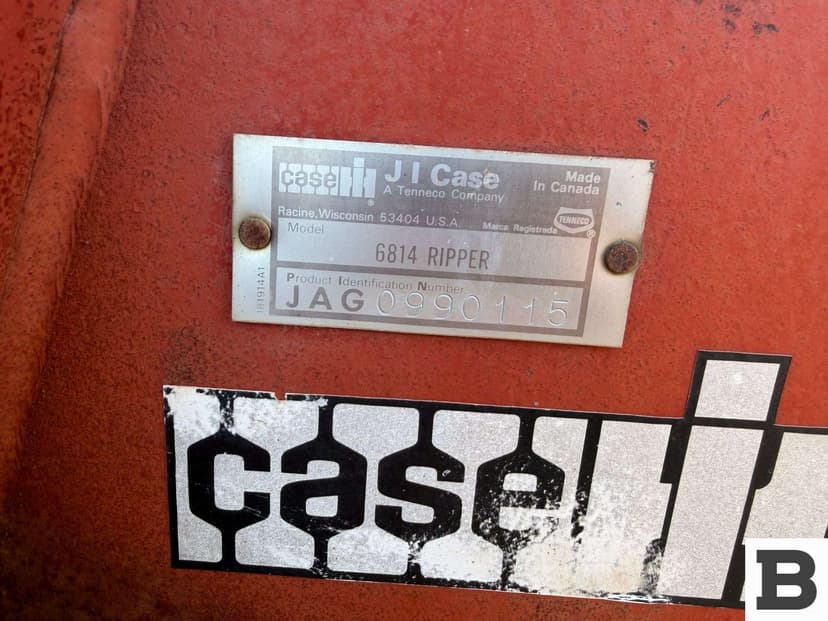 case IH
®
J I Case
A Tenneco Company
Made
In Canada
Racine, Wisconsin 53404 U.S.A.
Marca Registrada
TENNECO
®
Model
6814 RIPPER
Product Identification Number
JAG0990115
181914A1
case
B